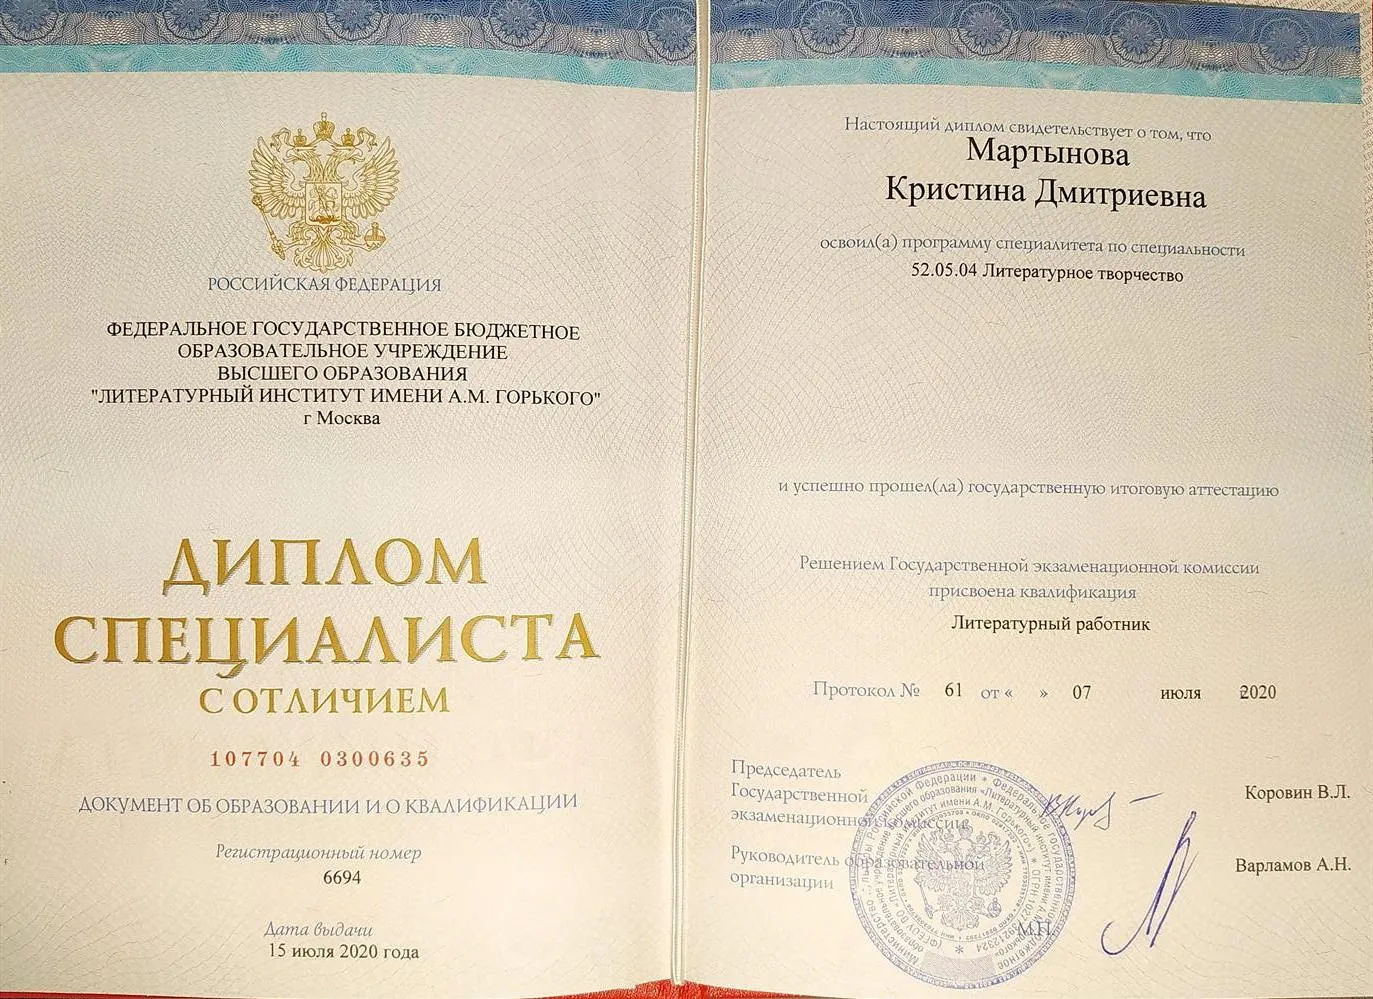 РОССИЙСКАЯ ФЕДЕРАЦИЯ
ФЕДЕРАЛЬНОЕ ГОСУДАРСТВЕННОЕ БЮДЖЕТНОЕ
ОБРАЗОВАТЕЛЬНОЕ УЧРЕЖДЕНИЕ
ВЫСШЕГО ОБРАЗОВАНИЯ
"ЛИТЕРАТУРНЫЙ ИНСТИТУТ ИМЕНИ А.М. ГОРЬКОГО"
г Москва
ДИПЛОМ
СПЕЦИАЛИСТА
С ОТЛИЧИЕМ
107704 0300635
ДОКУМЕНТ ОБ ОБРАЗОВАНИИ И О КВАЛИФИКАЦИИ
Регистрационный номер
6694
Дата выдачи
15 июля 2020 года
Настоящий диплом свидетельствует о том, что
Мартынова
Кристина Дмитриевна
освоил(а) программу специалитета по специальности
52.05.04 Литературное творчество
и успешно прошел(ла) государственную итоговую аттестацию
Решением Государственной экзаменационной комиссии
присвоена квалификация
Литературный работник
Протокол № 61 от « » 07 июля 2020
Председатель
Государственной
экзаменационной комиссии
Коровин В.Л.
Руководитель образовательной
организации
Варламов А.Н.
М.П.